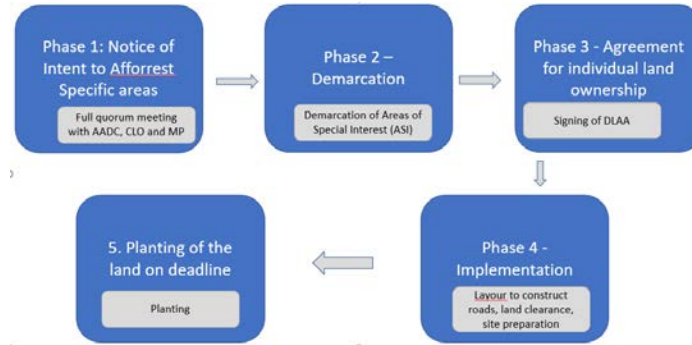 Phase 1: Notice of
Intent to Afforrest
Specific areas
Full quorum meeting
with AADC, CLO and MP
Phase 2 –
Demarcation
Demarcation of Areas of
Special Interest (ASI)
Phase 3 - Agreement
for individual land
ownership
Signing of DLAA
Phase 4 -
Implementation
Layour to construct
roads, land clearance,
site preparation
5. Planting of the
land on deadline
Planting